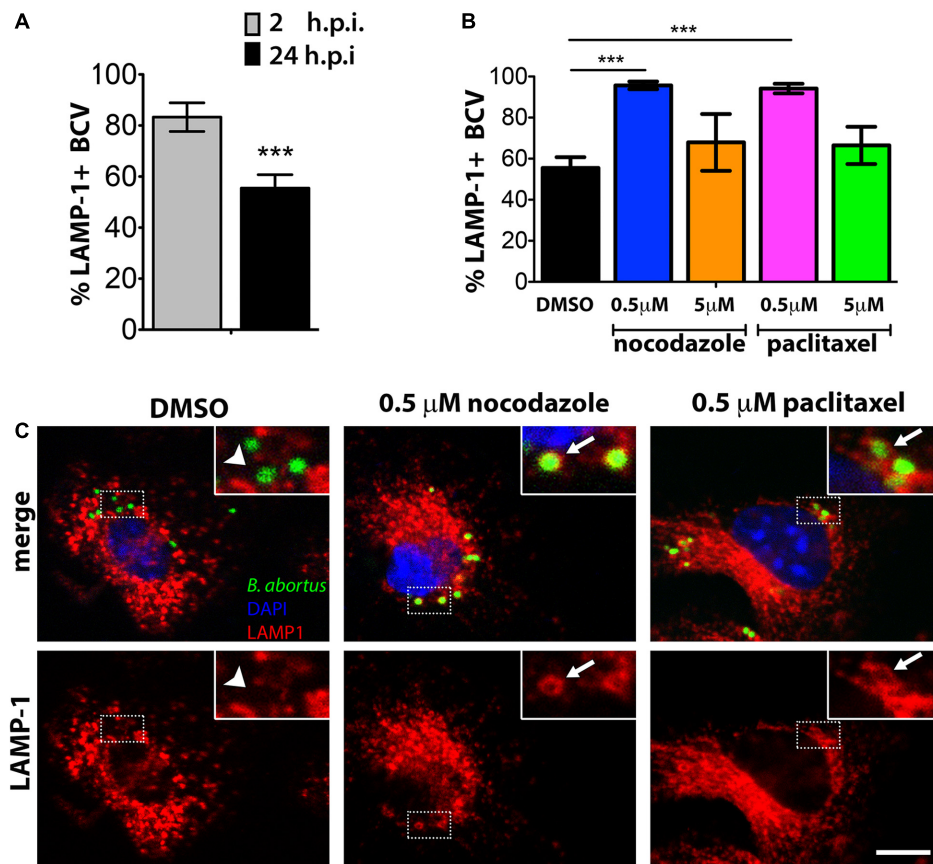 A
2 h.p.i.
24 h.p.i
% LAMP-1+ BCV
100
80
60
40
20
0
***
B
% LAMP-1+ BCV
100
80
60
40
20
0
***
***
DMSO
0.5µM
5µM
0.5µM
5µM
nocodazole
paclitaxel
C
DMSO
0.5 µM nocodazole
0.5 µM paclitaxel
merge
B. abortus
DAPI
LAMP1
LAMP-1